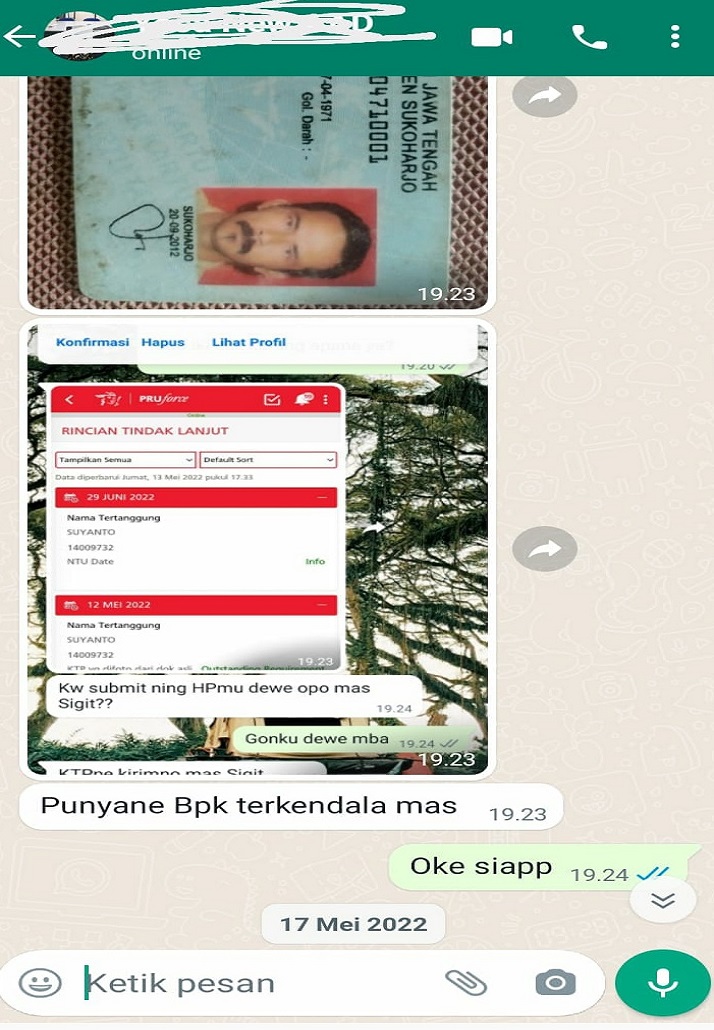 online
JAWA TENGAH
EN SUKOHARJO
04710001
-04-1971
Gol. Darah : -
SUKOHARJO
20-09-2012
19.23
Konfirmasi Hapus Lihat Profil
19.20
PRUforce
Online
RINCIAN TINDAK LANJUT
Tampilkan Semua Default Sort
Data diperbarui Jumat, 13 Mei 2022 pukul 17.33
29 JUNI 2022
Nama Tertanggung
SUYANTO
14009732
NTU Date Info
12 MEI 2022
Nama Tertanggung
SUYANTO
14009732
KTP yg difoto dari dok asli Outstanding Requirement
19.23
Kw submit ning HPmu dewe opo mas
Sigit??
19.24
Gonku dewe mba 19.24
19.23
KTPne kirimno mas Sigit
Punyane Bpk terkendala mas 19.23
Oke siapp 19.24
17 Mei 2022
Ketik pesan